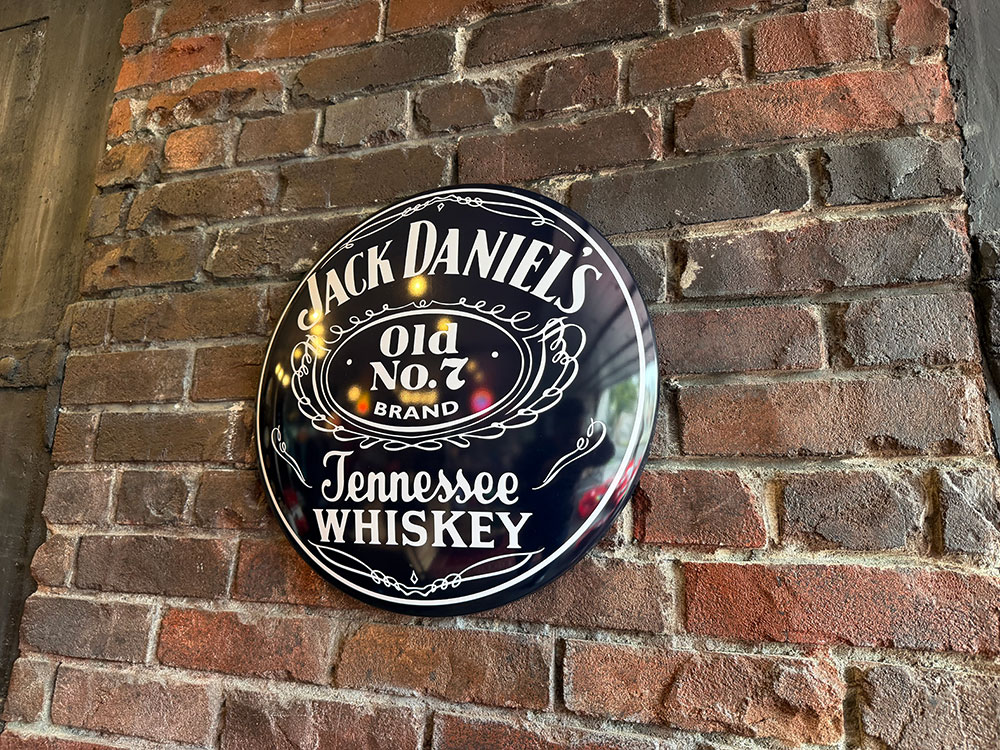 JACK DANIEL'S
Old
No.7
BRAND
Tennessee
WHISKEY